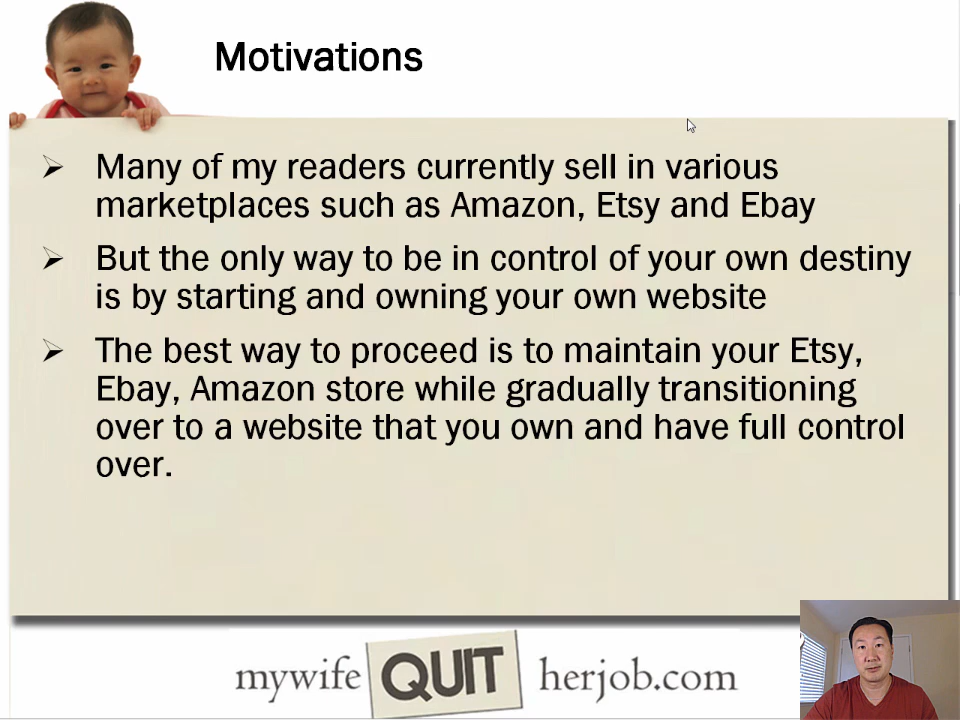 Motivations
Many of my readers currently sell in various
marketplaces such as Amazon, Etsy and Ebay
But the only way to be in control of your own destiny
is by starting and owning your own website
The best way to proceed is to maintain your Etsy,
Ebay, Amazon store while gradually transitioning
over to a website that you own and have full control
over.
mywife QUIT herjob.com